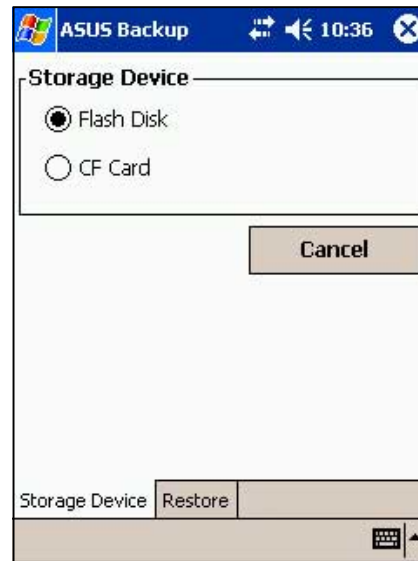 ASUS Backup 10:36
Storage Device
Flash Disk
CF Card
Cancel
Storage Device Restore